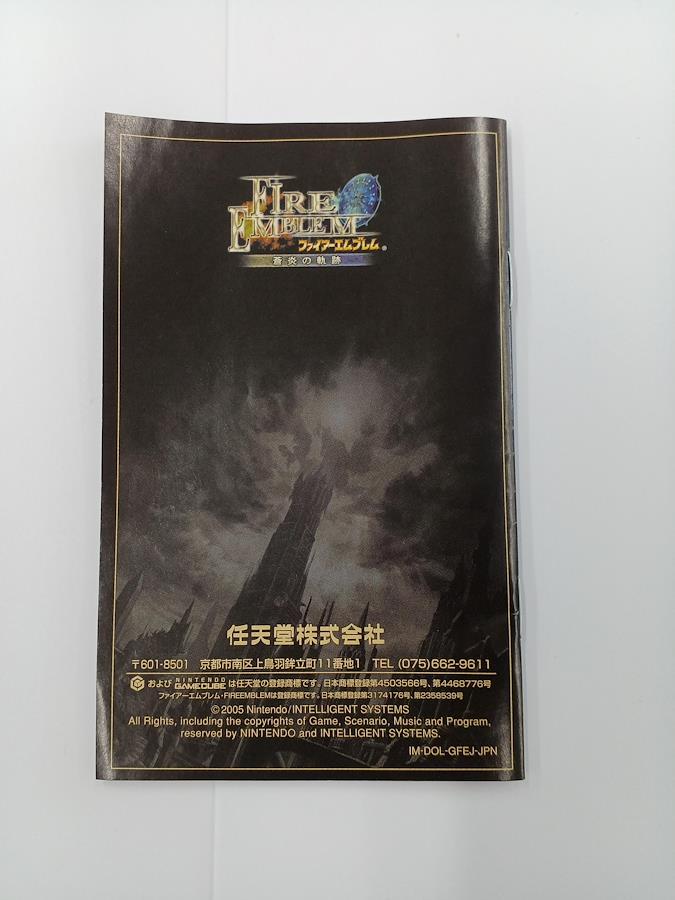 FIRE
EMBLEM
ファイアーエムブレム®
蒼炎の軌跡
任天堂株式会社
〒601-8501 京都市南区上鳥羽鉾立町11番地1 TEL (075)662-9611
および NINTENDO GAMECUBE は任天堂の登録商標です。日本商標登録第4503566号、第4468776号
ファイアーエムブレム・FIREEMBLEMは登録商標です。日本商標登録第3174176号、第2358539号
©2005 Nintendo/INTELLIGENT SYSTEMS
All Rights, including the copyrights of Game, Scenario, Music and Program,
reserved by NINTENDO and INTELLIGENT SYSTEMS.
IM-DOL-GFEJ-JPN